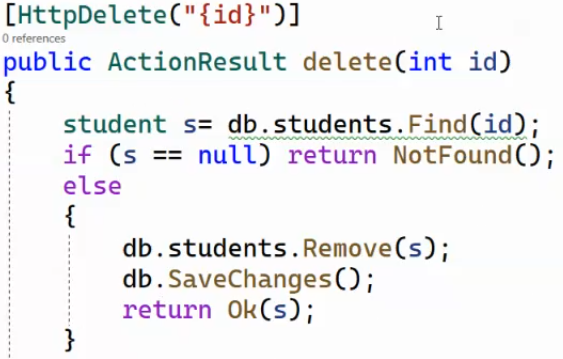 [HttpDelete("{id}")]
0 references
public ActionResult delete(int id)
{
student s= db.students.Find(id);
if (s == null) return NotFound();
else
{
db.students.Remove(s);
db.SaveChanges();
return Ok(s);
}